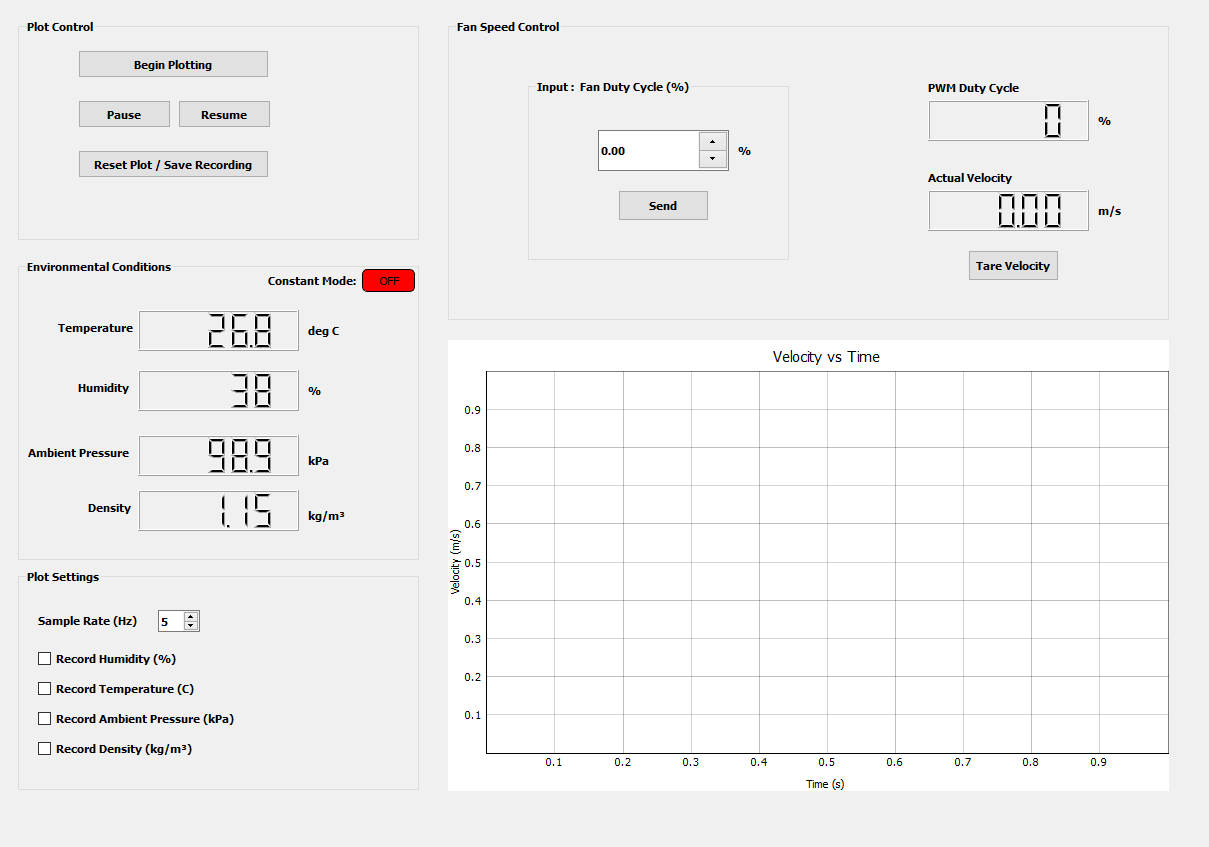 Plot Control
Begin Plotting
Pause
Resume
Reset Plot / Save Recording
Environmental Conditions
Constant Mode: OFF
Temperature 26.8 deg C
Humidity 38 %
Ambient Pressure 98.9 kPa
Density 1.15 kg/m³
Plot Settings
Sample Rate (Hz) 5
Record Humidity (%)
Record Temperature (C)
Record Ambient Pressure (kPa)
Record Density (kg/m³)
Fan Speed Control
Input : Fan Duty Cycle (%)
0.00 %
Send
PWM Duty Cycle
0 %
Actual Velocity
0.00 m/s
Tare Velocity
Velocity vs Time
Velocity (m/s)
0.9
0.8
0.7
0.6
0.5
0.4
0.3
0.2
0.1
0.1 0.2 0.3 0.4 0.5 0.6 0.7 0.8 0.9
Time (s)